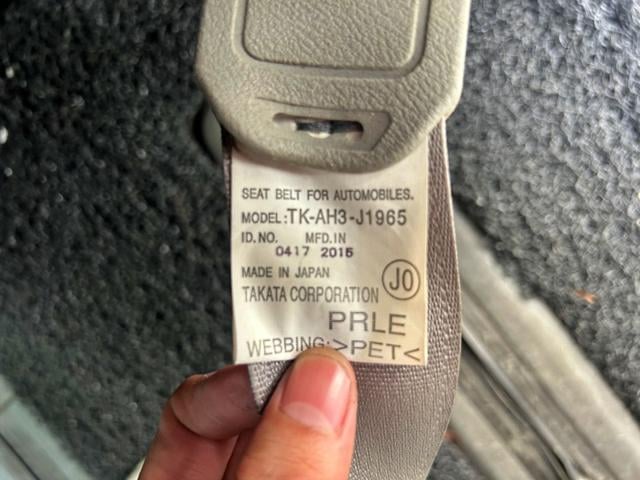 SEAT BELT FOR AUTOMOBILES.
MODEL:TK-AH3-J1965
ID.NO. MFD.IN
0417 2015
MADE IN JAPAN
JO
TAKATA CORPORATION
PRLE
WEBBING:>PET<